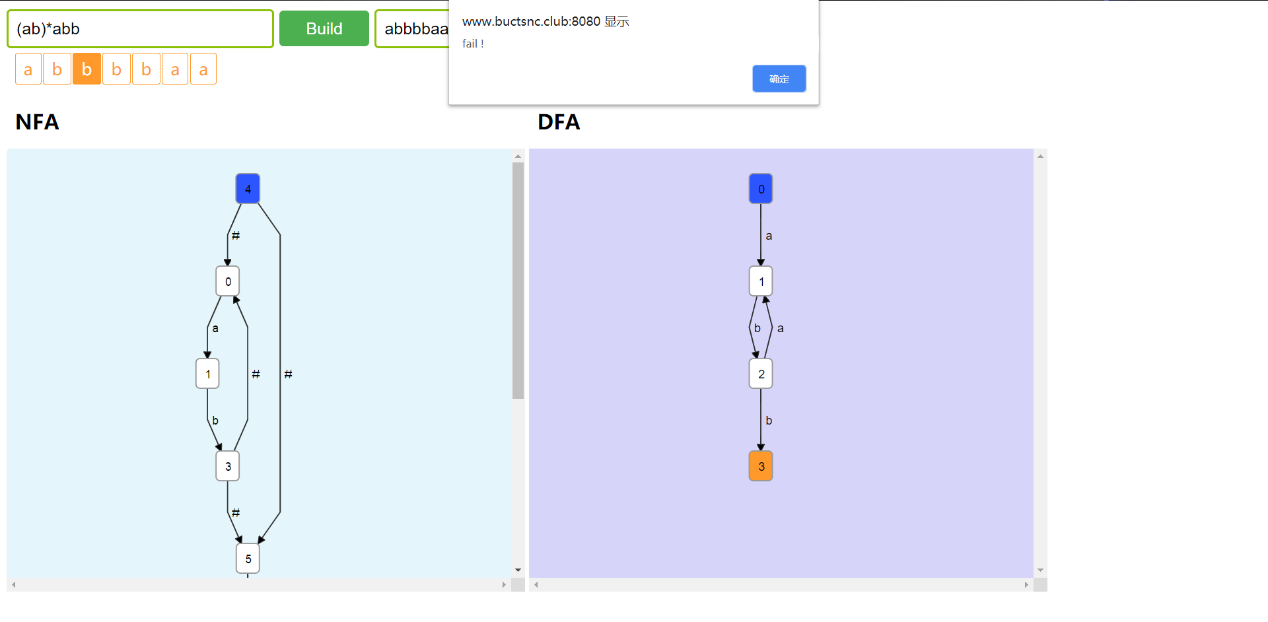 (ab)*abb
Build
abbbbaa
www.buctsnc.club:8080 显示
fail !
确定
a b b b b a a
NFA
DFA
4
#
0
a
1
#
#
b
3
#
5
0
a
1
b
a
2
b
3